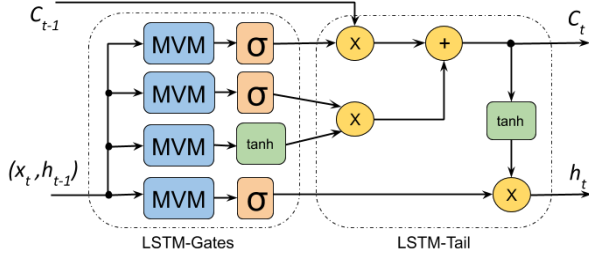 C_{t-1}
MVM σ X + C_t
MVM σ
X
MVM tanh tanh
(x_t, h_{t-1})
MVM σ X h_t
LSTM-Gates LSTM-Tail